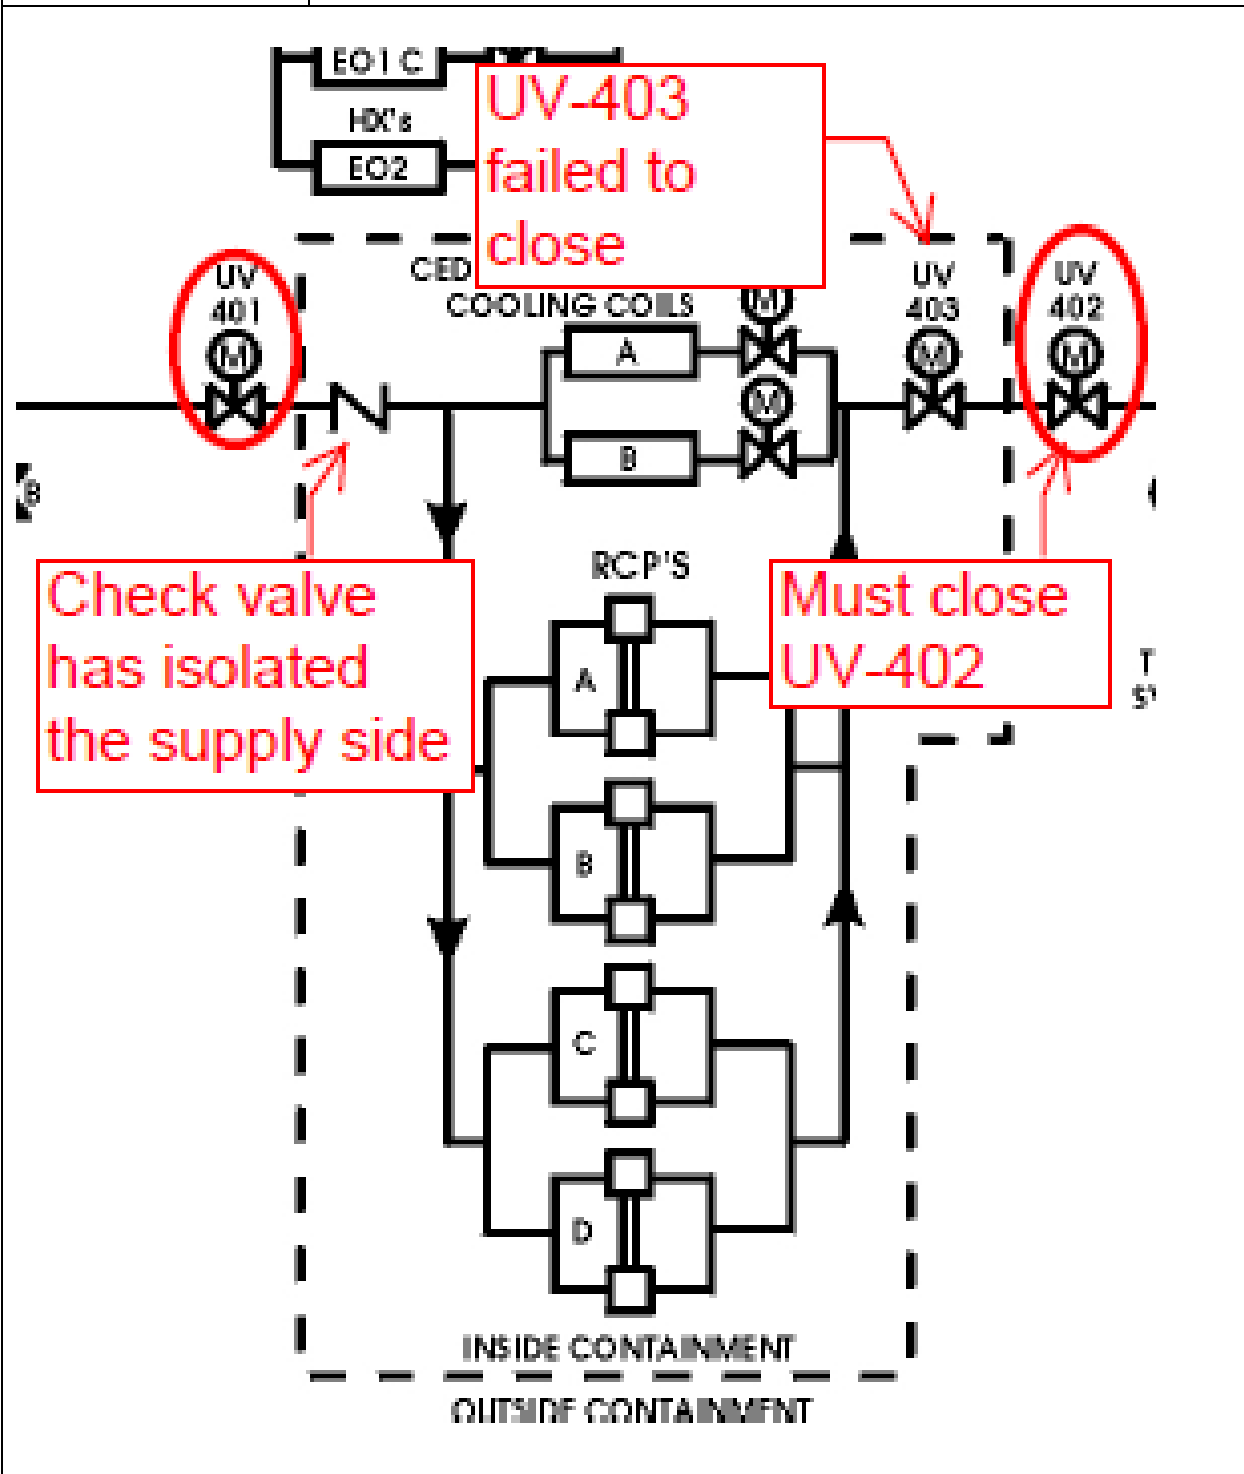 EO1 C
HX's
EO2
UV-403
failed to
close
CED
COOLING COILS
UV
401
M
M
UV
403
M
UV
402
M
A
M
B
Check valve
has isolated
the supply side
RCP'S
Must close
UV-402
A
B
C
D
INSIDE CONTAINMENT
OUTSIDE CONTAINMENT